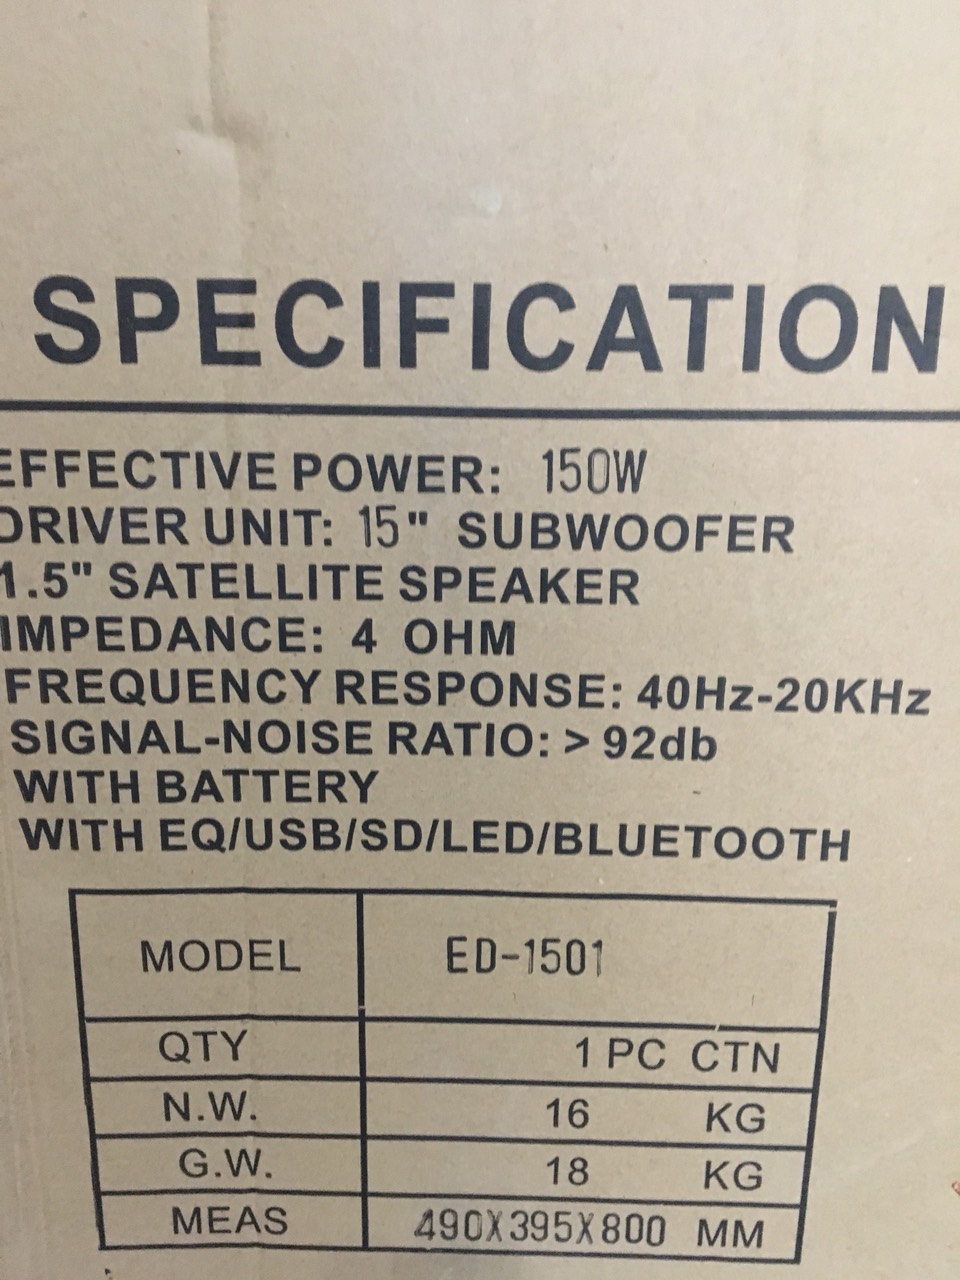 SPECIFICATION
EFFECTIVE POWER: 150W
DRIVER UNIT: 15" SUBWOOFER
1.5" SATELLITE SPEAKER
IMPEDANCE: 4 OHM
FREQUENCY RESPONSE: 40Hz-20KHz
SIGNAL-NOISE RATIO: > 92db
WITH BATTERY
WITH EQ/USB/SD/LED/BLUETOOTH
MODEL ED-1501
QTY 1 PC CTN
N.W. 16 KG
G.W. 18 KG
MEAS 490X395X800 MM